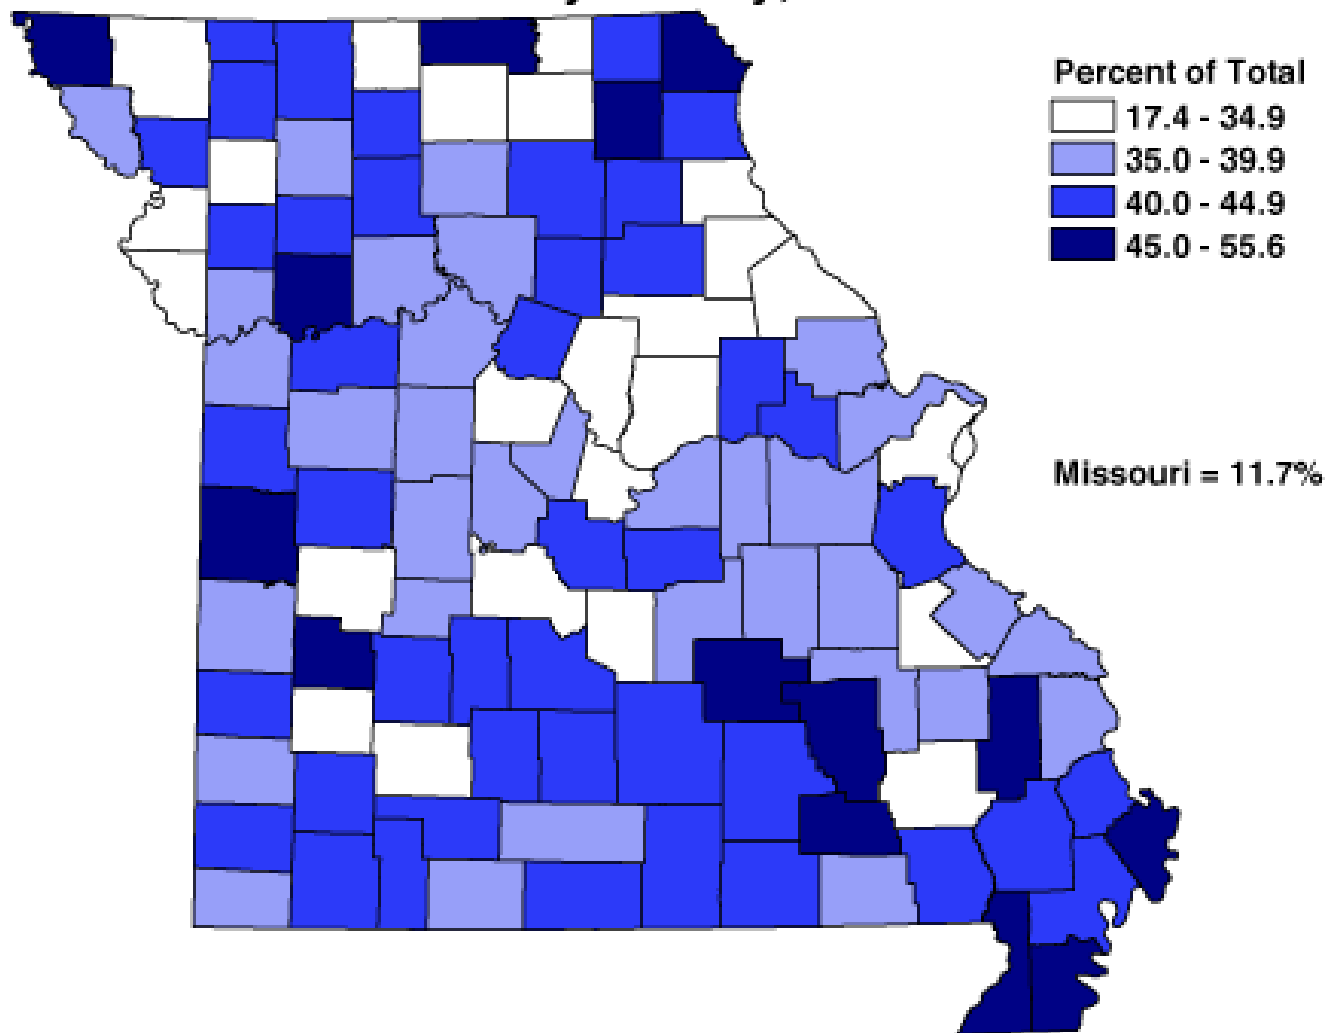 Percent of Total
17.4 - 34.9
35.0 - 39.9
40.0 - 44.9
45.0 - 55.6
Missouri = 11.7%